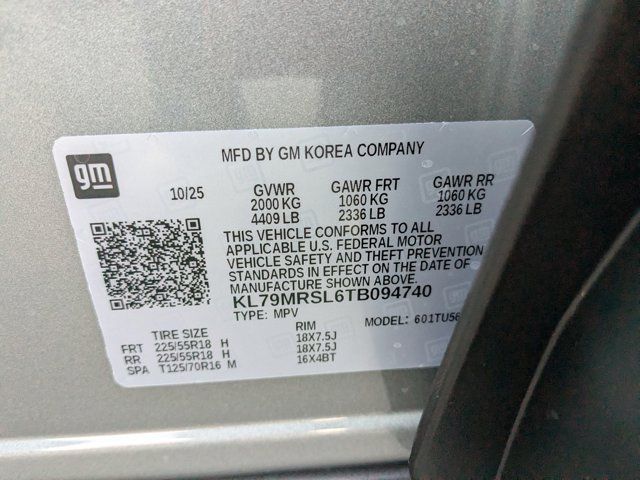 gm
MFD BY GM KOREA COMPANY
10/25 GVWR GAWR FRT GAWR RR
2000 KG 1060 KG 1060 KG
4409 LB 2336 LB 2336 LB
THIS VEHICLE CONFORMS TO ALL
APPLICABLE U.S. FEDERAL MOTOR
VEHICLE SAFETY AND THEFT PREVENTION
STANDARDS IN EFFECT ON THE DATE OF
MANUFACTURE SHOWN ABOVE.
KL79MRSL6TB094740
TYPE: MPV MODEL: 601TU56
TIRE SIZE RIM
FRT 225/55R18 H 18X7.5J
RR 225/55R18 H 18X7.5J
SPA T125/70R16 M 16X4BT